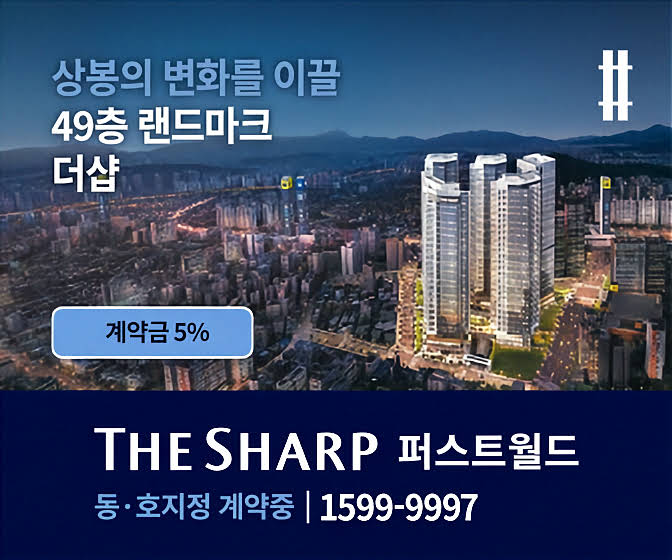 상봉의 변화를 이끌
49층 랜드마크
더샵
계약금 5%
THE SHARP 퍼스트월드
동·호지정 계약중 | 1599-9997